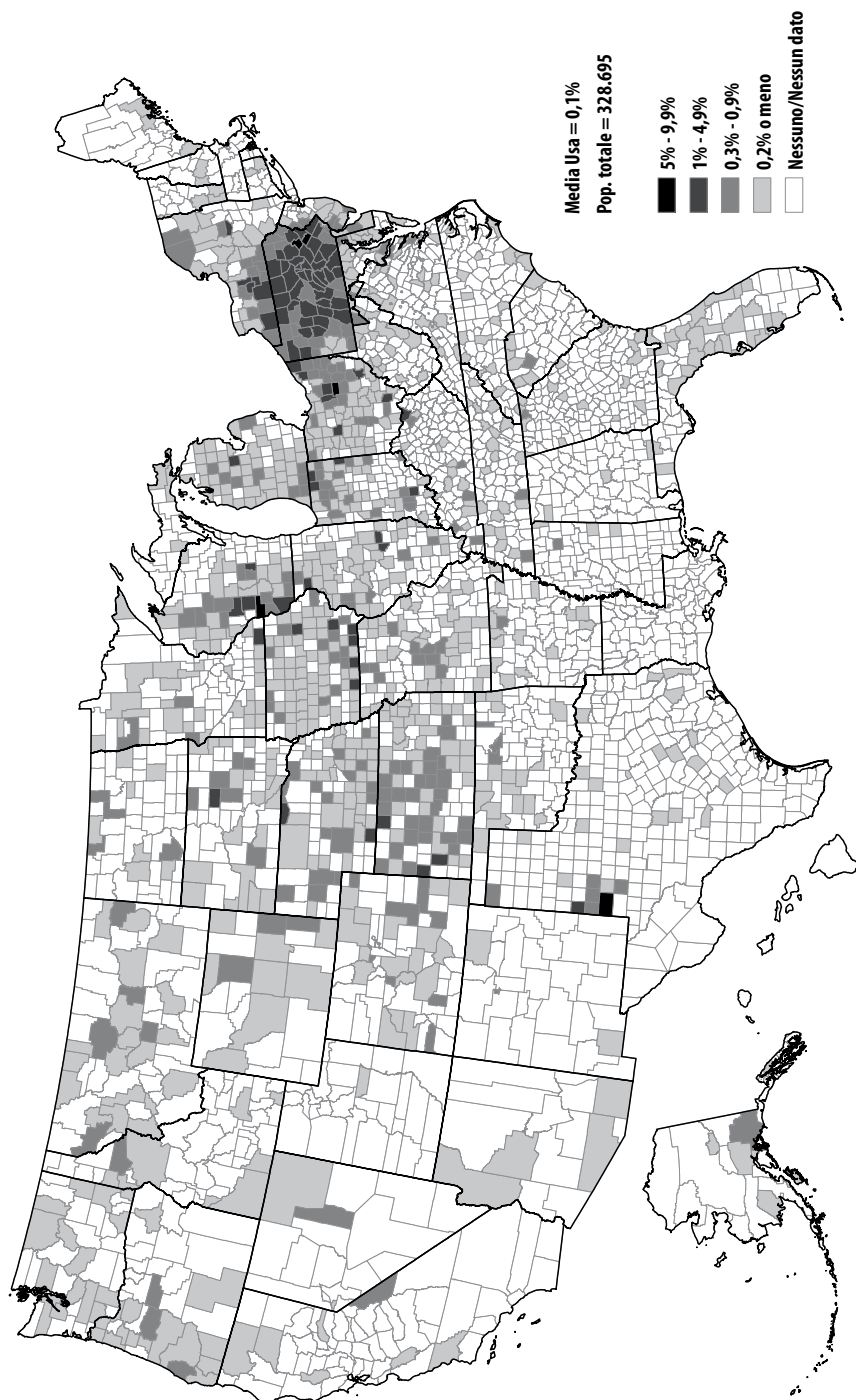 Media Usa = 0,1%
Pop. totale = 328.695
5% - 9,9%
1% - 4,9%
0,3% - 0,9%
0,2% o meno
Nessuno/Nessun dato